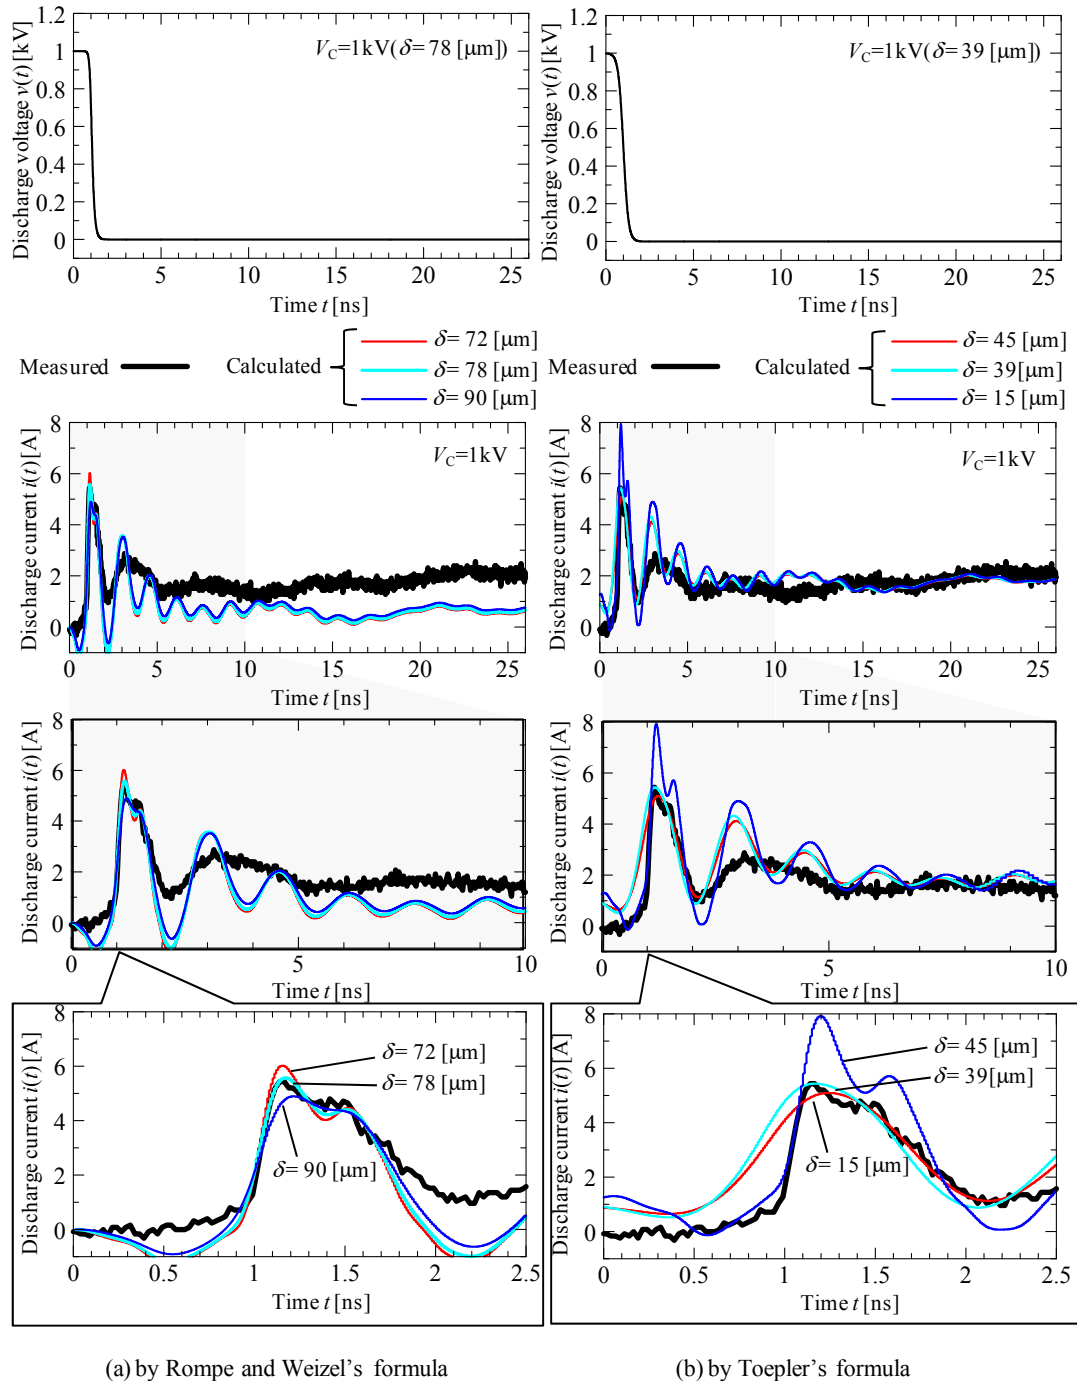 V_C=1kV(δ= 78 [μm])
Discharge voltage v(t) [kV]
1.2
1
0.8
0.6
0.4
0.2
0
0 5 10 15 20 25
Time t [ns]
V_C=1kV(δ= 39 [μm])
Discharge voltage v(t) [kV]
1.2
1
0.8
0.6
0.4
0.2
0
0 5 10 15 20 25
Time t [ns]
Measured
Calculated
δ= 72 [μm]
δ= 78 [μm]
δ= 90 [μm]
Measured
Calculated
δ= 45 [μm]
δ= 39[μm]
δ= 15 [μm]
V_C=1kV
Discharge current i(t) [A]
8
6
4
2
0
0 5 10 15 20 25
Time t [ns]
V_C=1kV
Discharge current i(t) [A]
8
6
4
2
0
0 5 10 15 20 25
Time t [ns]
Discharge current i(t) [A]
8
6
4
2
0
0 5 10
Time t [ns]
Discharge current i(t) [A]
8
6
4
2
0
0 5 10
Time t [ns]
Discharge current i(t) [A]
8
6
4
2
0
δ= 72 [μm]
δ= 78 [μm]
δ= 90 [μm]
0 0.5 1.0 1.5 2.0 2.5
Time t [ns]
Discharge current i(t) [A]
8
6
4
2
0
δ= 45 [μm]
δ= 39[μm]
δ= 15 [μm]
0 0.5 1.0 1.5 2.0 2.5
Time t [ns]
(a) by Rompe and Weizel's formula
(b) by Toepler's formula